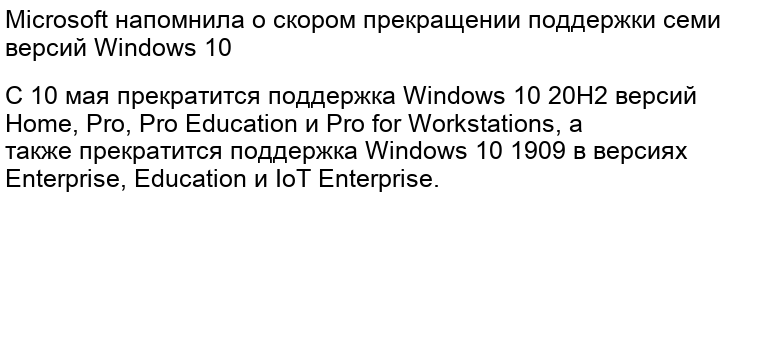 Microsoft напомнила о скором прекращении поддержки семи
версий Windows 10
С 10 мая прекратится поддержка Windows 10 20H2 версий
Home, Pro, Pro Education и Pro for Workstations, а
также прекратится поддержка Windows 10 1909 в версиях
Enterprise, Education и IoT Enterprise.